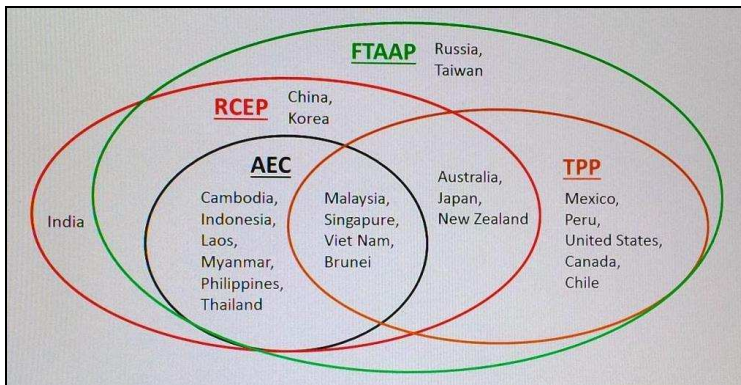 FTAAP
Russia,
Taiwan
RCEP
China,
Korea
AEC
TPP
India
Cambodia,
Indonesia,
Laos,
Myanmar,
Philippines,
Thailand
Malaysia,
Singapure,
Viet Nam,
Brunei
Australia,
Japan,
New Zealand
Mexico,
Peru,
United States,
Canada,
Chile